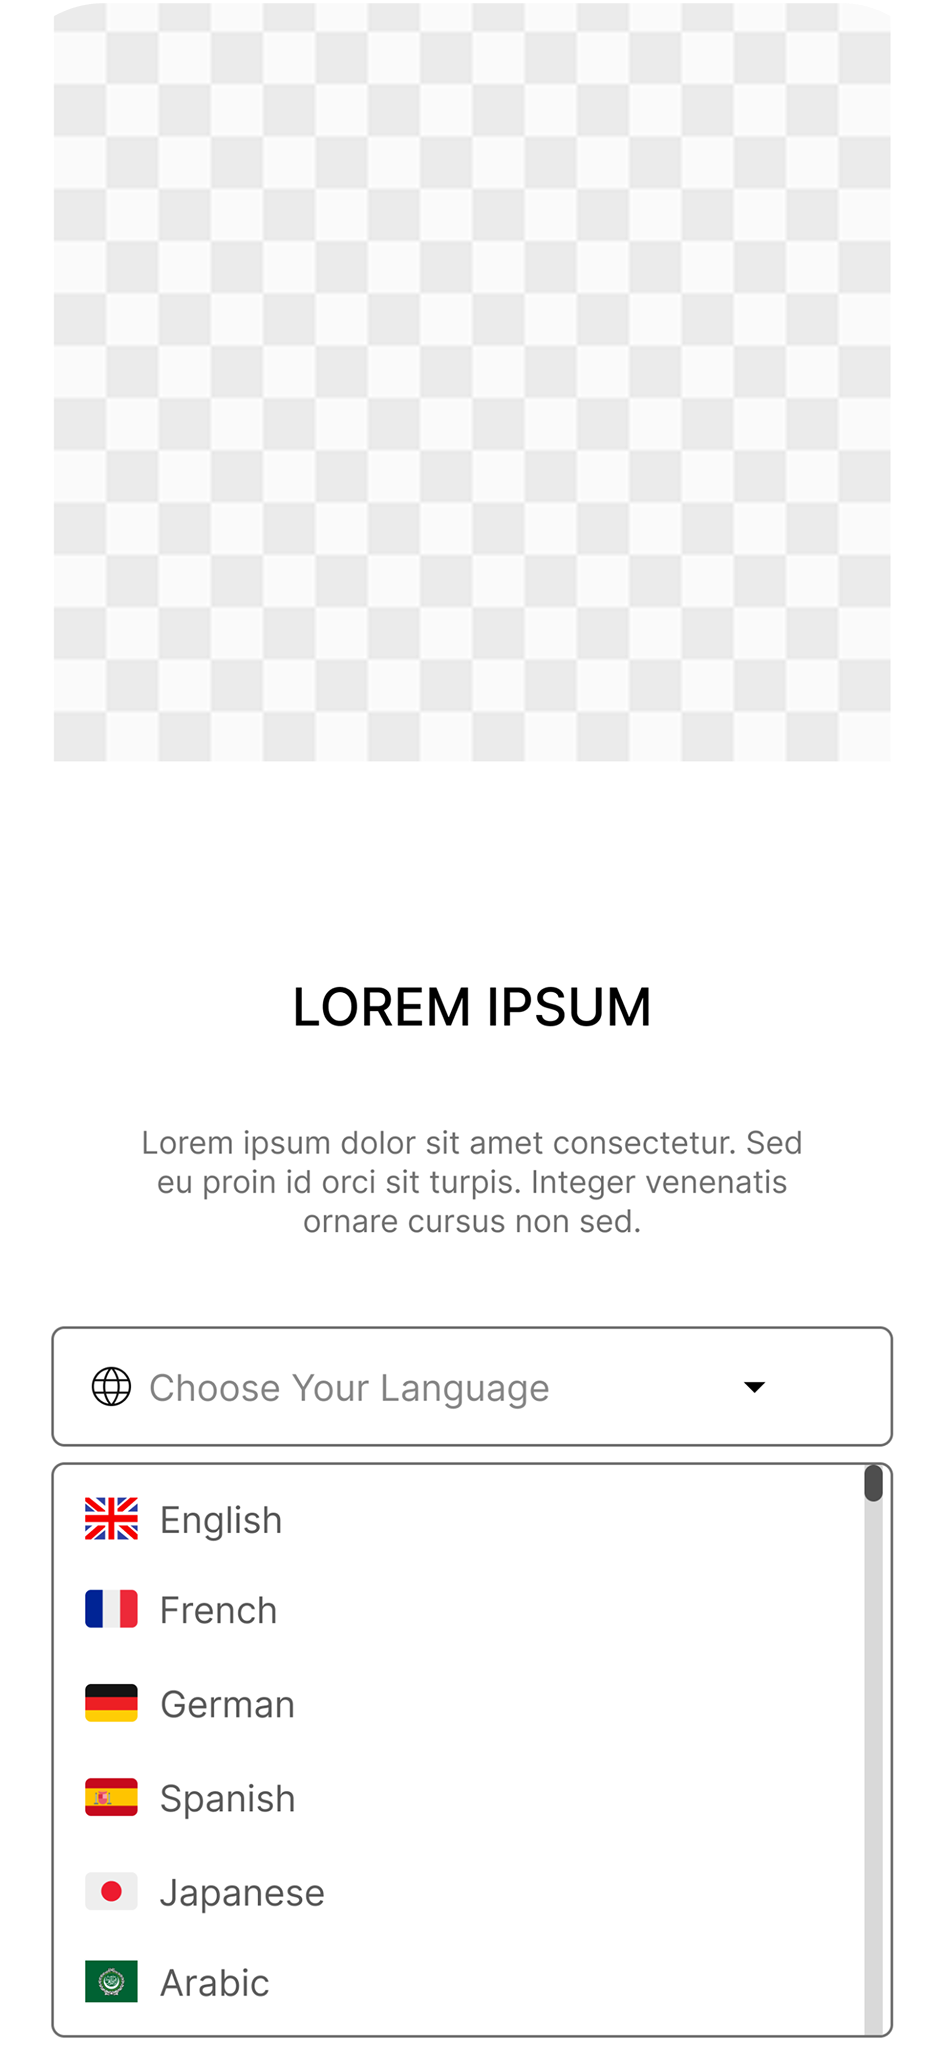 LOREM IPSUM
Lorem ipsum dolor sit amet consectetur. Sed
eu proin id orci sit turpis. Integer venenatis
ornare cursus non sed.
Choose Your Language
English
French
German
Spanish
Japanese
Arabic